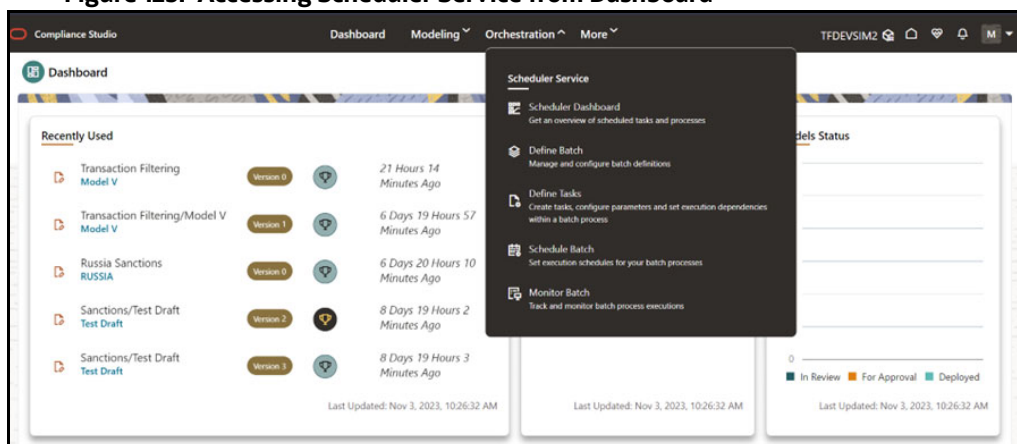 Figure 123: Accessing Scheduler Service from Dashboard
Compliance Studio
Dashboard
Modeling
Orchestration
More
TFDEVSIM2
M
Dashboard
Recently Used
Transaction Filtering
Model V
Version 0
21 Hours 14
Minutes Ago
Transaction Filtering/Model V
Model V
Version 1
6 Days 19 Hours 57
Minutes Ago
Russia Sanctions
RUSSIA
Version 0
6 Days 20 Hours 10
Minutes Ago
Sanctions/Test Draft
Test Draft
Version 2
8 Days 19 Hours 2
Minutes Ago
Sanctions/Test Draft
Test Draft
Version 3
8 Days 19 Hours 3
Minutes Ago
Last Updated: Nov 3, 2023, 10:26:32 AM
Scheduler Service
Scheduler Dashboard
Get an overview of scheduled tasks and processes
Define Batch
Manage and configure batch definitions
Define Tasks
Create tasks, configure parameters and set execution dependencies
within a batch process
Schedule Batch
Set execution schedules for your batch processes
Monitor Batch
Track and monitor batch process executions
Last Updated: Nov 3, 2023, 10:26:32 AM
dels Status
0
In Review
For Approval
Deployed
Last Updated: Nov 3, 2023, 10:26:32 AM